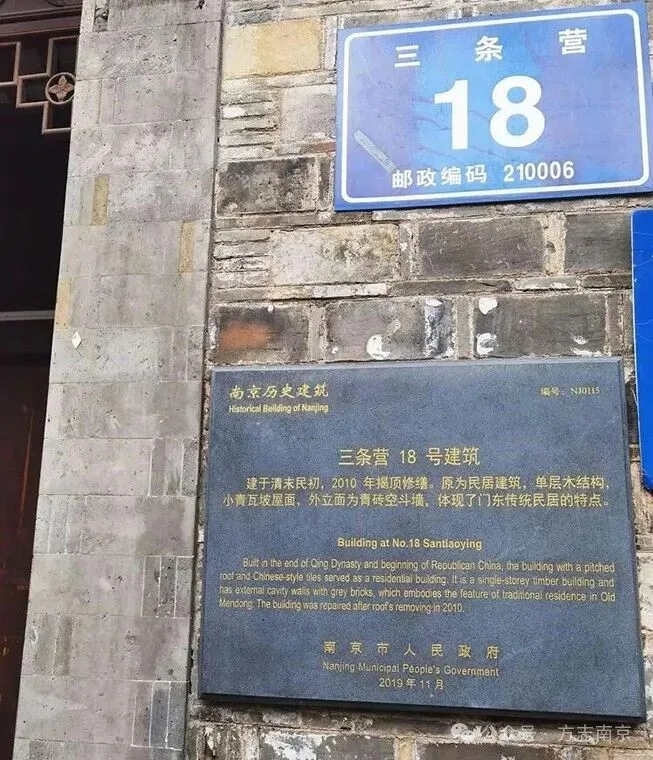 三条营
18
邮政编码 210006
南京历史建筑
Historical Building of Nanjing
编号：NJ0115
三条营 18 号建筑
建于清末民初，2010 年揭顶修缮。原为民居建筑，单层木结构，
小青瓦坡屋面，外立面为青砖空斗墙，体现了门东传统民居的特点。
Building at No.18 Santiaoying
Built in the end of Qing Dynasty and beginning of Republican China, the building with a pitched
roof and Chinese-style tiles served as a residential building. It is a single-storey timber building and
has external cavity walls with grey bricks, which embodies the feature of traditional residence in Old
Mendong. The building was repaired after roof's removing in 2010.
南京市人民政府
Nanjing Municipal People's Government
2019 年 11 月
公众号 · 方志南京